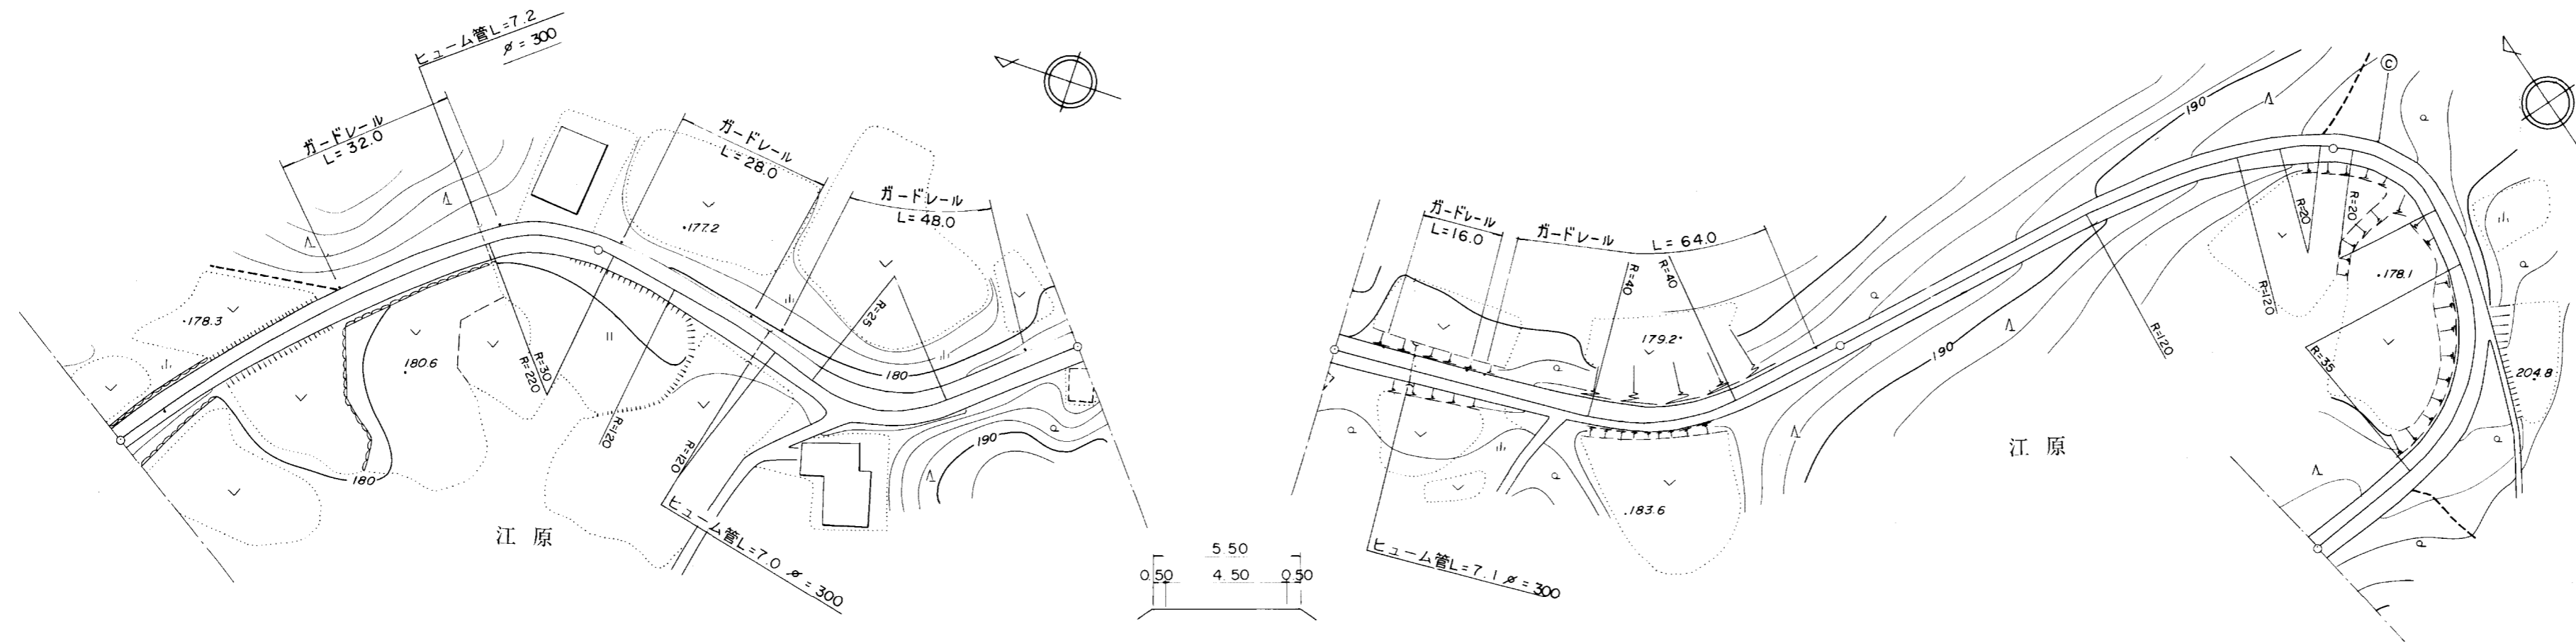 ヒューム管L=7.2
φ=300
ガードレール
L=32.0
ガードレール
L=28.0
177.2
ガードレール
L=48.0
178.3
180.6
R=30
R=220
R=120
R=120
R=25
180
180
190
江原
ヒューム管L=7.0 φ=300
5.50
0.50 4.50 0.50
ガードレール
L=16.0
ガードレール L=64.0
R=40
R=40
179.2
183.6
ヒューム管L=7.1 φ=300
190
190
R=120
R=120
R=20
R=20
R=35
178.1
204.8
江原
Ⓒ